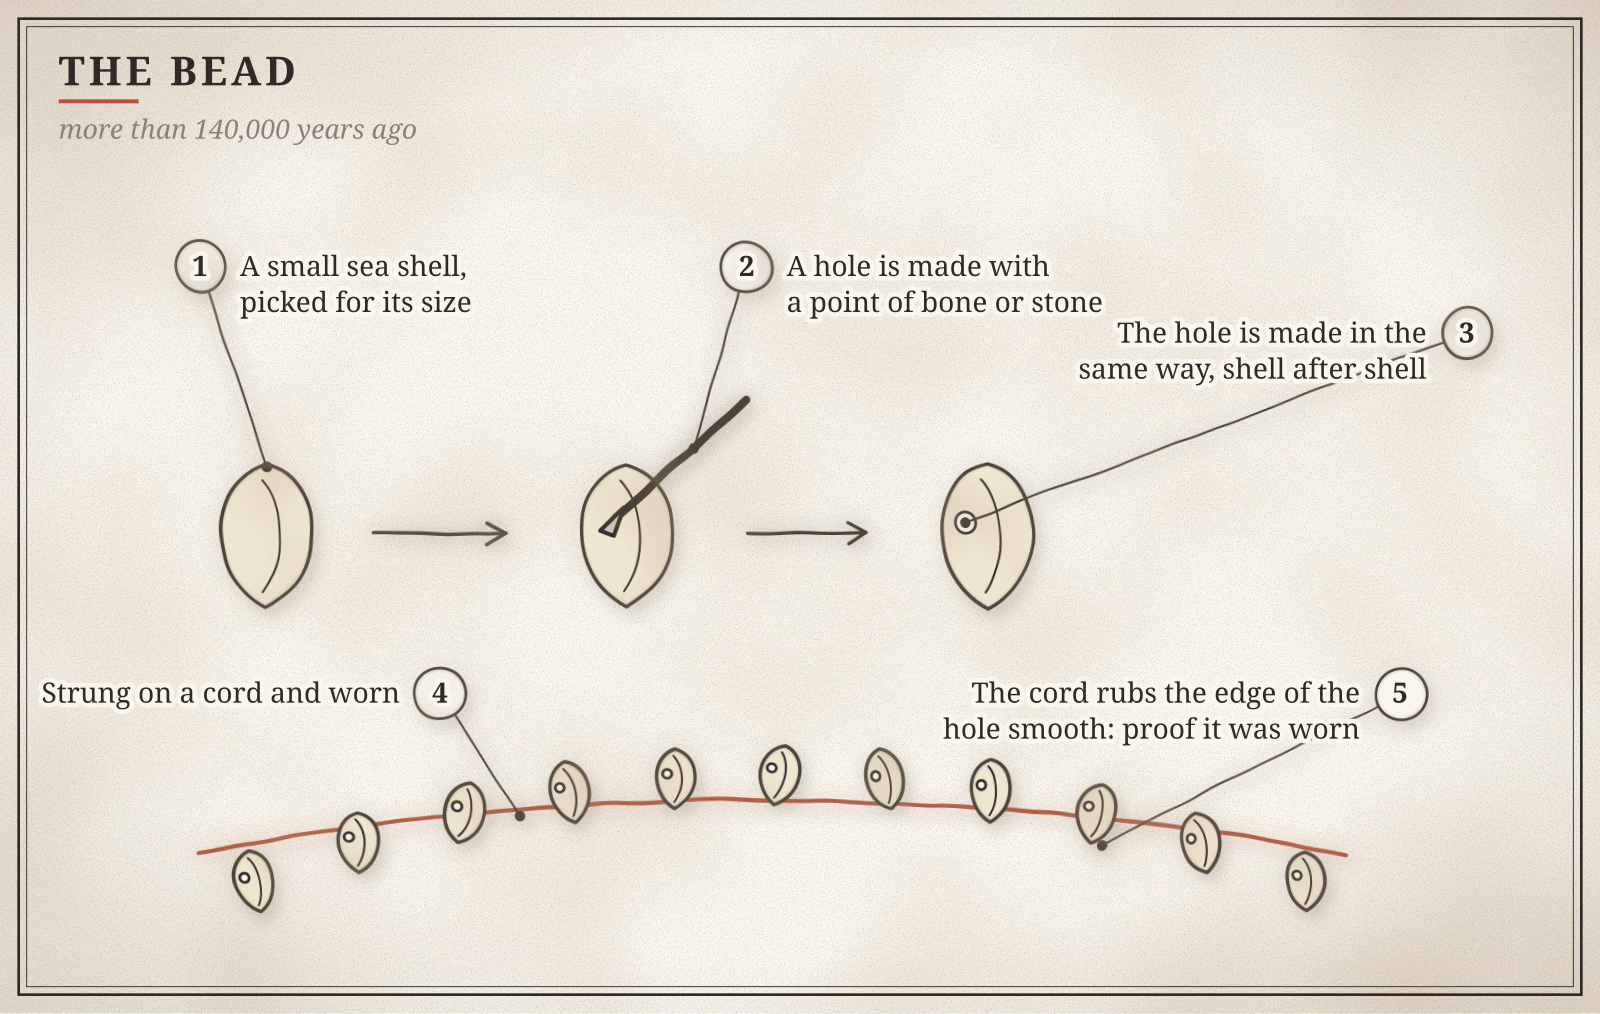 THE BEAD
more than 140,000 years ago
1
A small sea shell,
picked for its size
2
A hole is made with
a point of bone or stone
3
The hole is made in the
same way, shell after shell
4
Strung on a cord and worn
5
The cord rubs the edge of the
hole smooth: proof it was worn